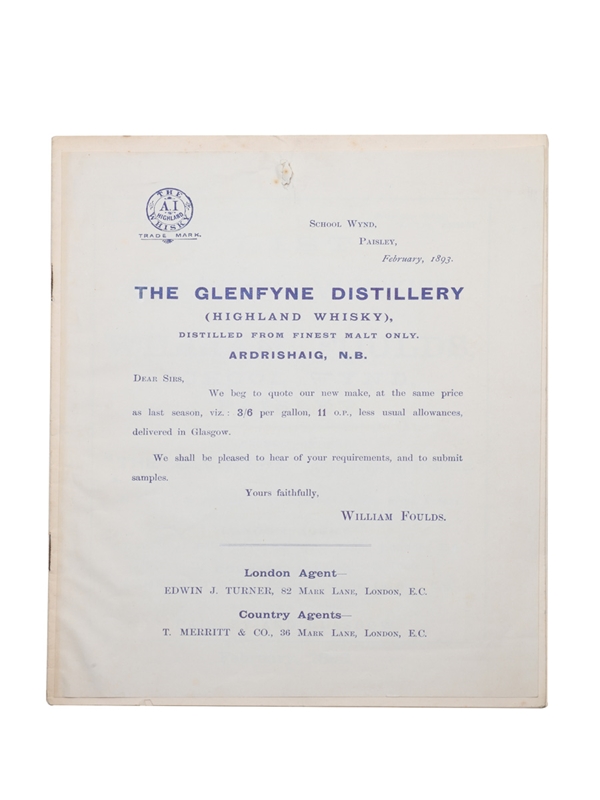 THE
A.I
HIGHLAND
WHISKY
TRADE MARK.
SCHOOL WYND,
PAISLEY,
February, 1893.
THE GLENFYNE DISTILLERY
(HIGHLAND WHISKY),
DISTILLED FROM FINEST MALT ONLY.
ARDRISHAIG, N.B.
DEAR SIRS,
We beg to quote our new make, at the same price
as last season, viz.: 3/6 per gallon, 11 O.P., less usual allowances,
delivered in Glasgow.
We shall be pleased to hear of your requirements, and to submit
samples.
Yours faithfully,
WILLIAM FOULDS.
London Agent—
EDWIN J. TURNER, 82 MARK LANE, LONDON, E.C.
Country Agents—
T. MERRITT & CO., 36 MARK LANE, LONDON, E.C.